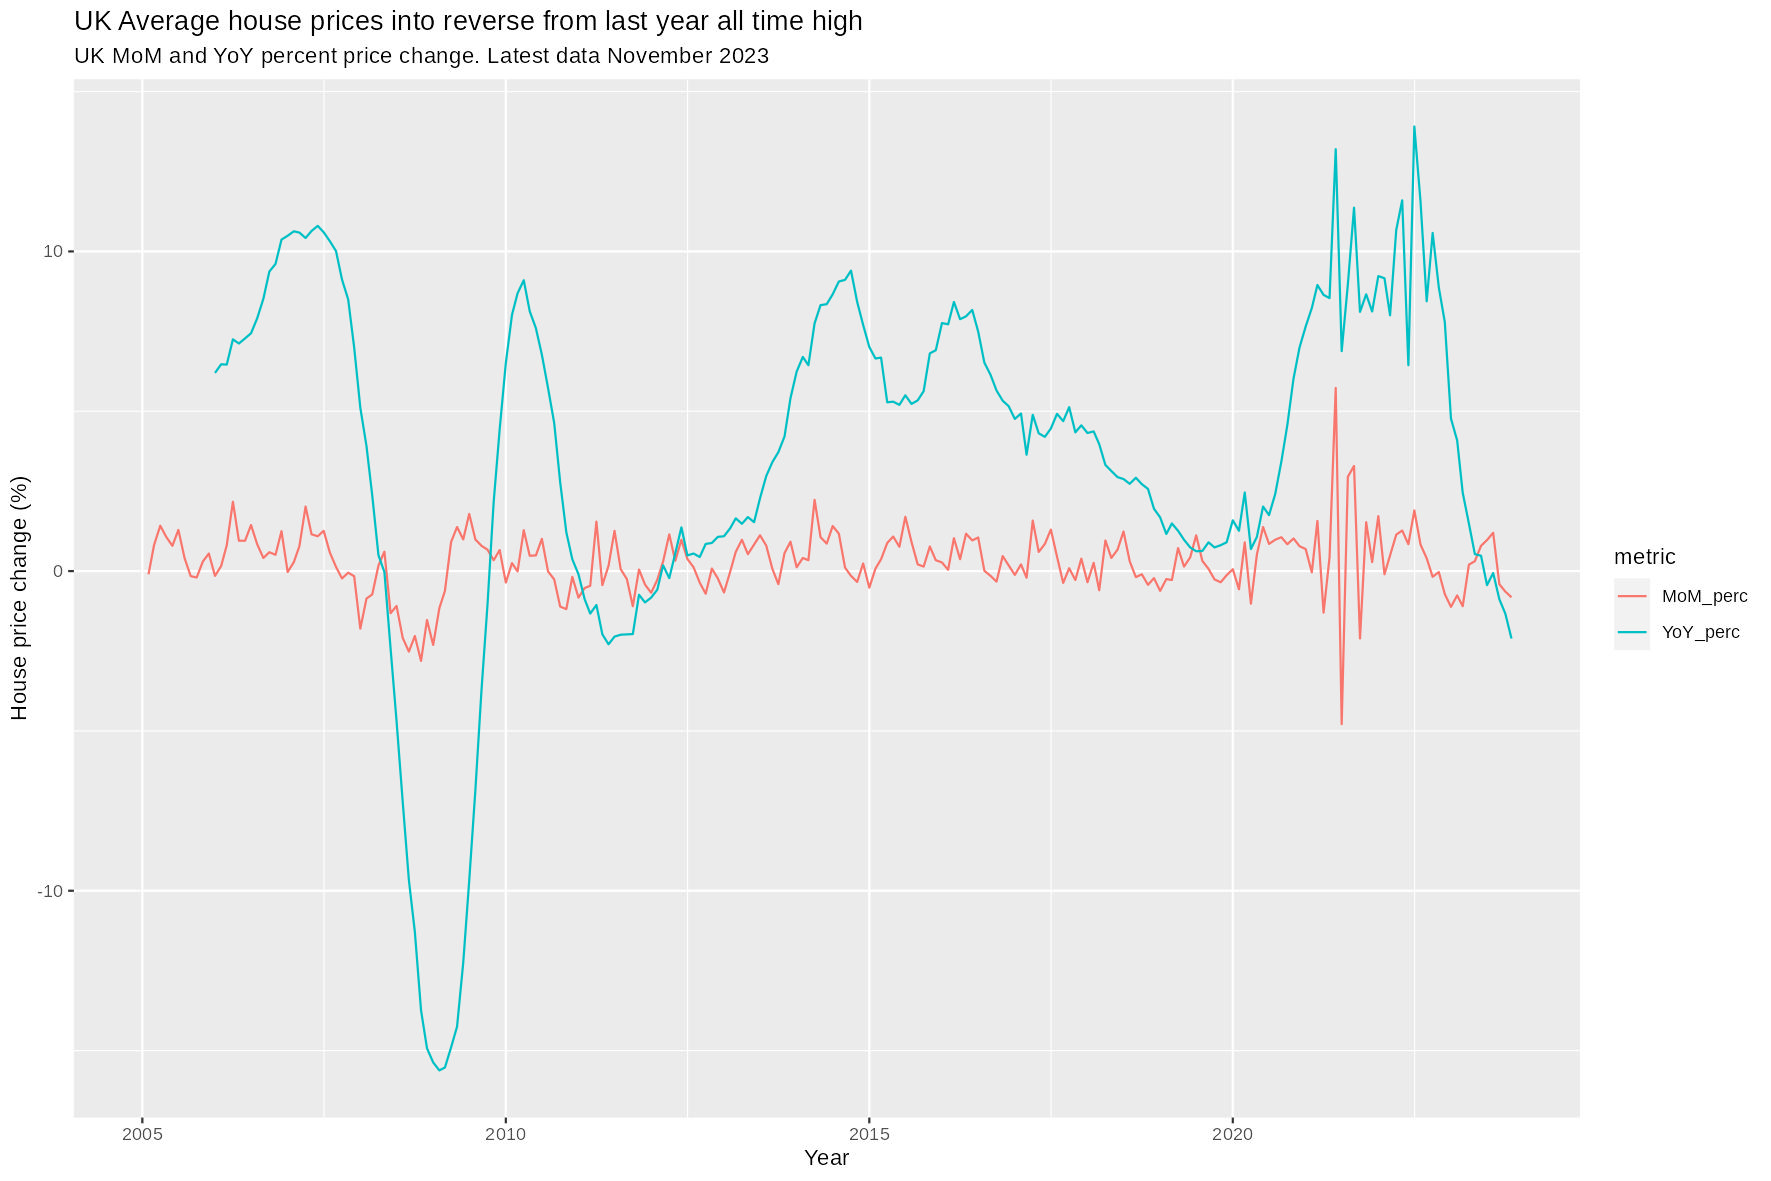 UK Average house prices into reverse from last year all time high
UK MoM and YoY percent price change. Latest data November 2023
House price change (%)
10
0
-10
2005
2010
2015
2020
Year
metric
MoM_perc
YoY_perc